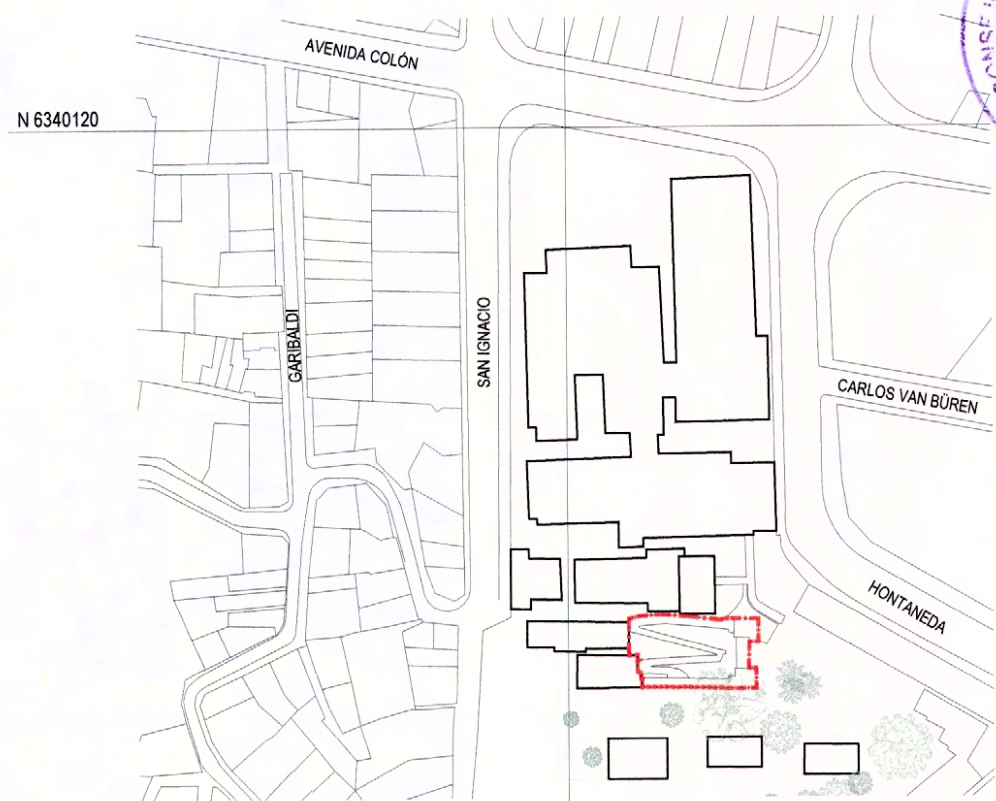 AVENIDA COLÓN
N 6340120
GARIBALDI
SAN IGNACIO
CARLOS VAN BÜREN
HONTANEDA